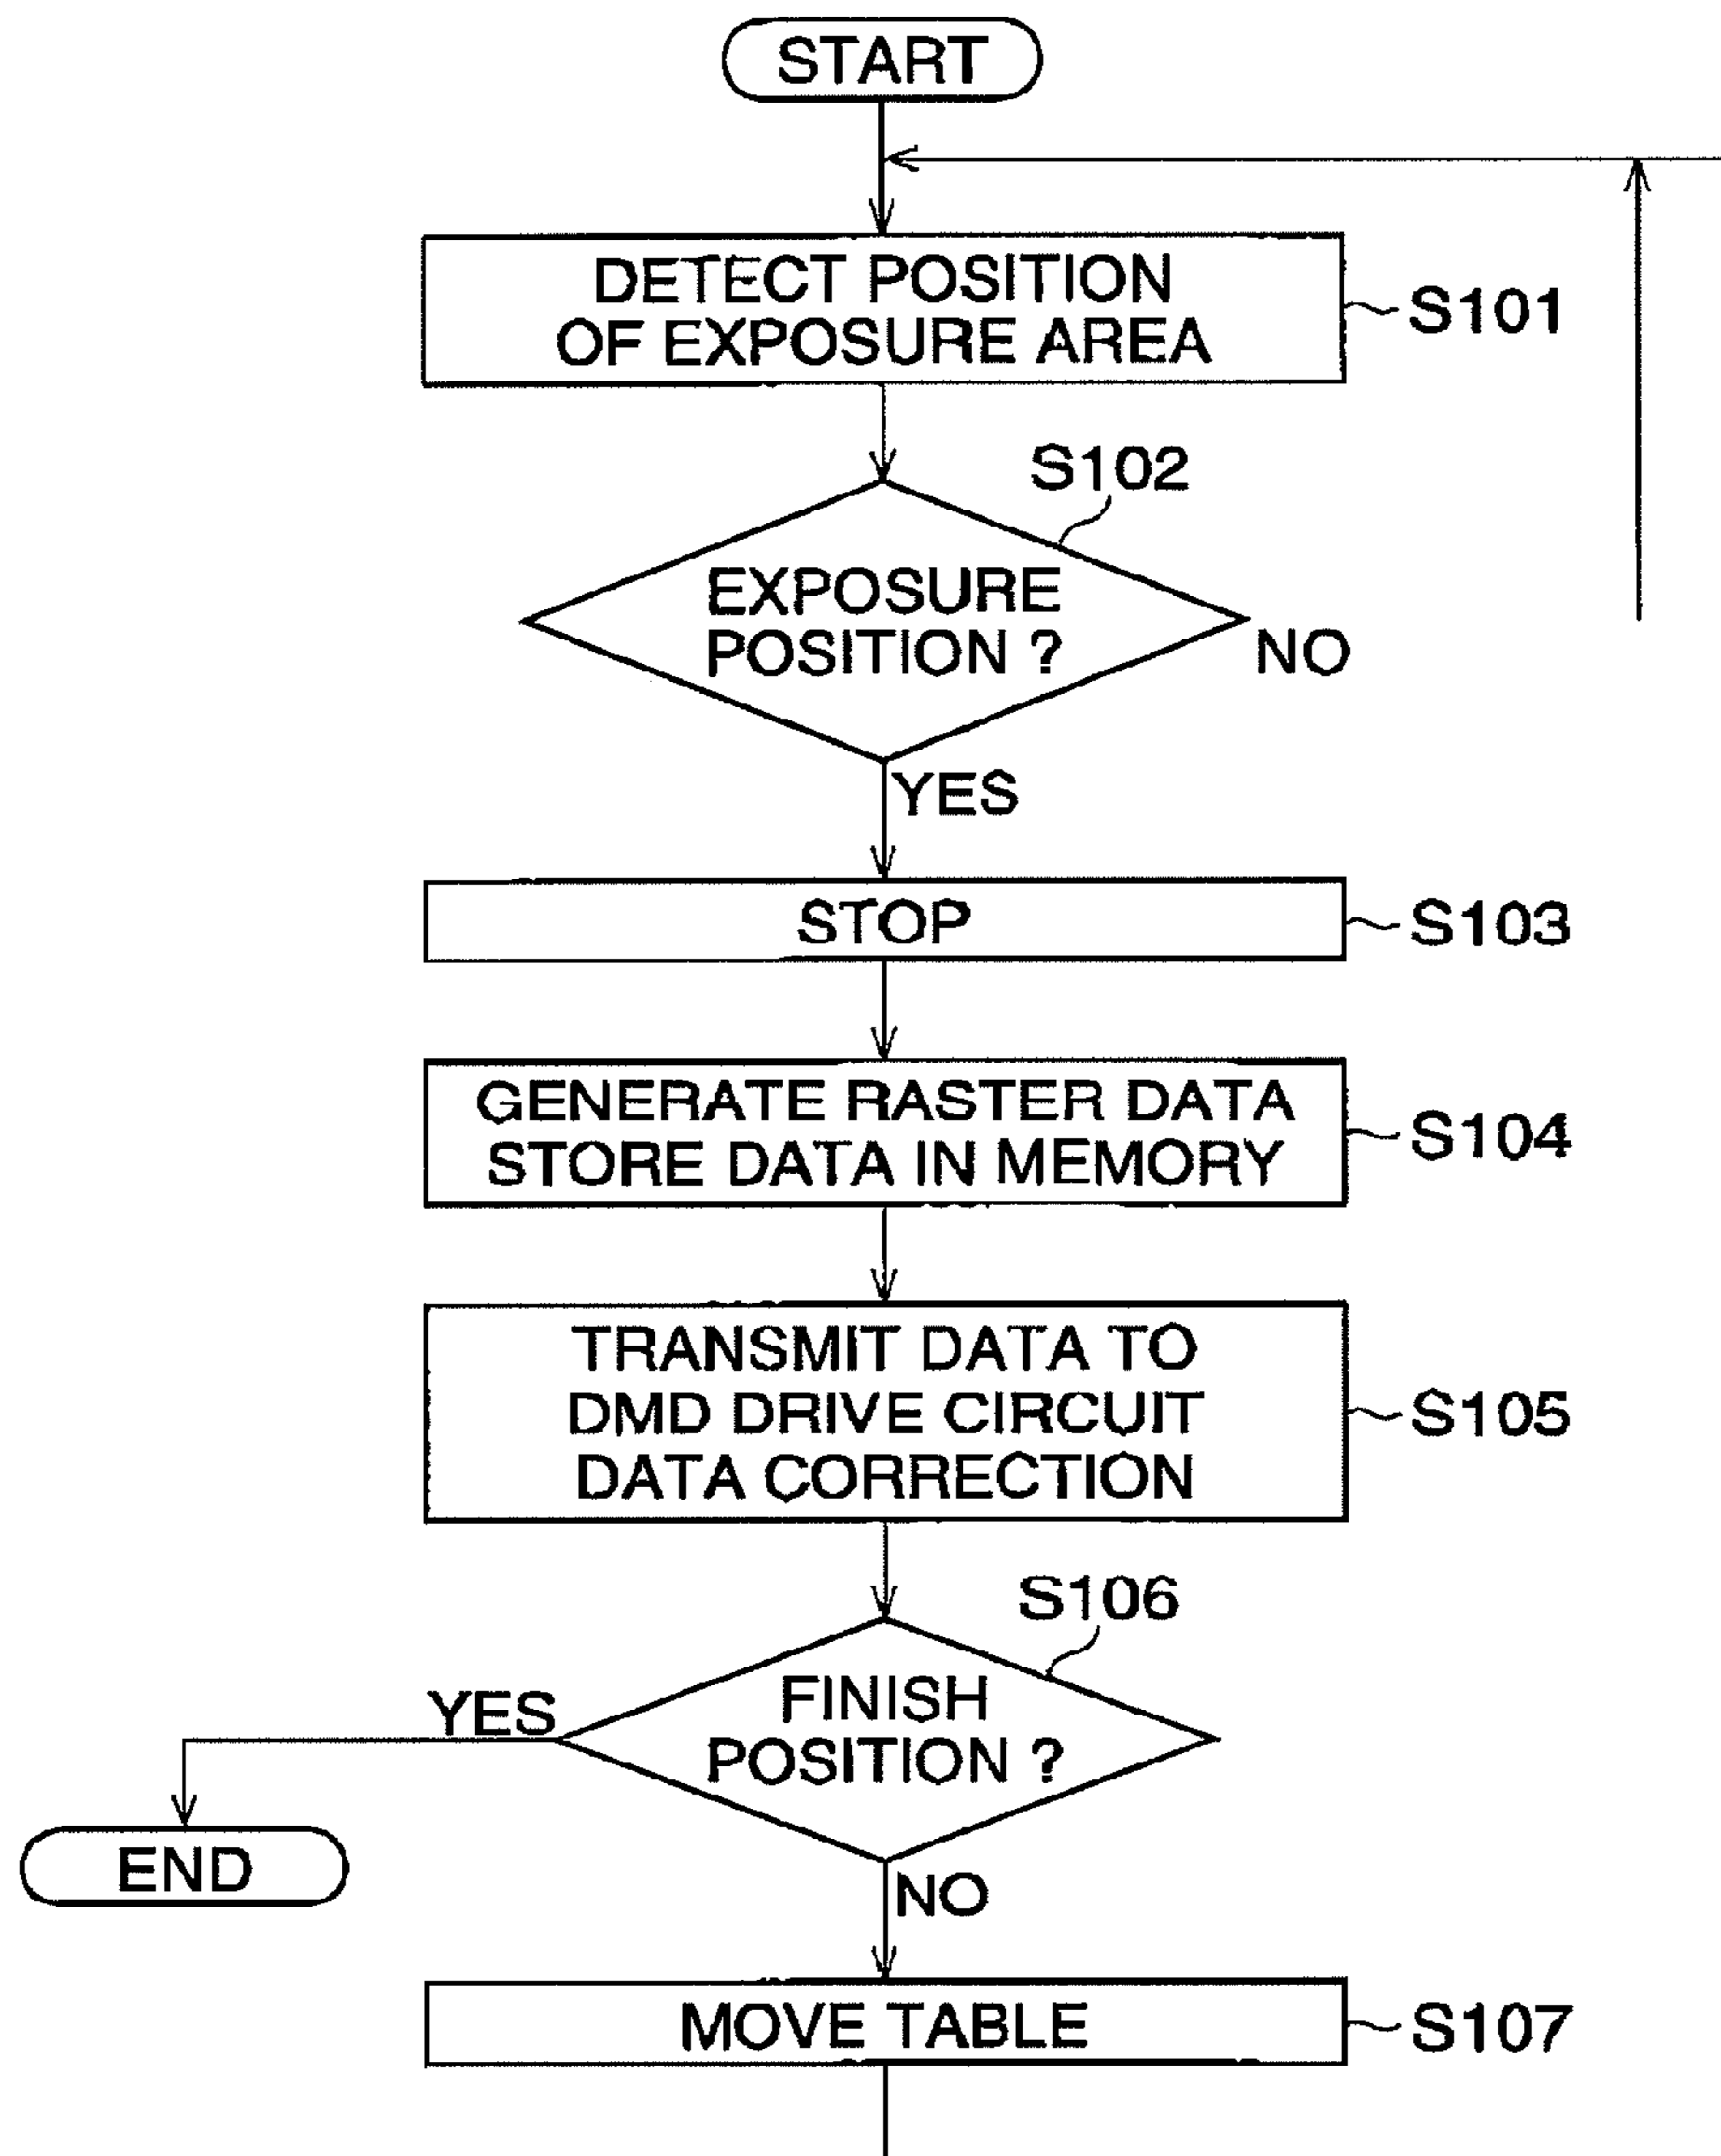 START
DETECT POSITION
OF EXPOSURE AREA
S101
S102
EXPOSURE
POSITION ?
NO
YES
STOP
S103
GENERATE RASTER DATA
STORE DATA IN MEMORY
S104
TRANSMIT DATA TO
DMD DRIVE CIRCUIT
DATA CORRECTION
S105
S106
FINISH
POSITION ?
YES
END
NO
MOVE TABLE
S107